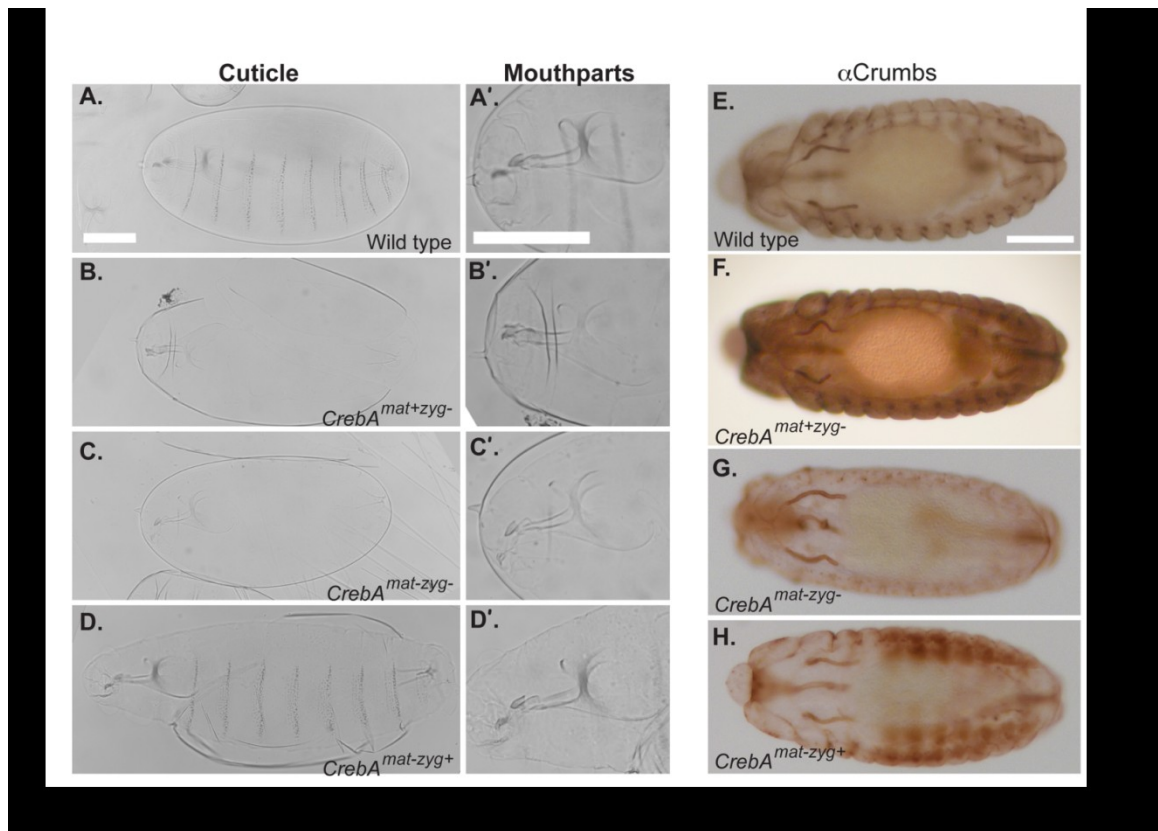 Cuticle
Mouthparts
αCrumbs
A.
Wild type
A′.
E.
Wild type
B.
CrebA mat+zyg-
B′.
F.
CrebA mat+zyg-
C.
CrebA mat-zyg-
C′.
G.
CrebA mat-zyg-
D.
CrebA mat-zyg+
D′.
H.
CrebA mat-zyg+